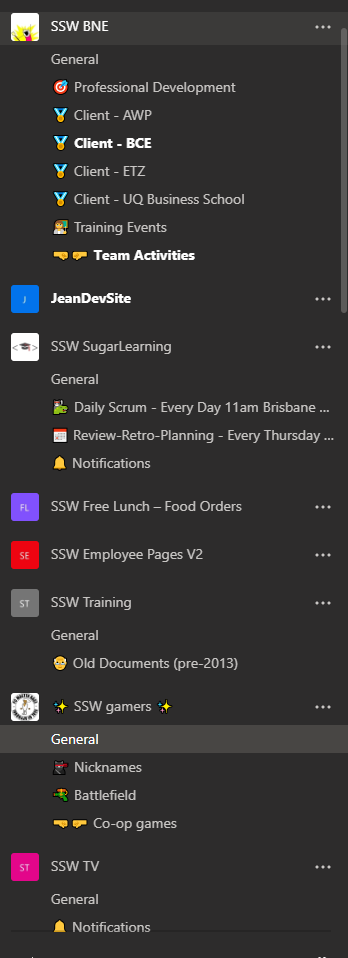 SSW BNE
General
🎯 Professional Development
🏅 Client - AWP
🏅 Client - BCE
🏅 Client - ETZ
🏅 Client - UQ Business School
👨‍🏫 Training Events
🤜🤛 Team Activities
J JeanDevSite
SSW SugarLearning
General
Daily Scrum - Every Day 11am Brisbane ...
📅 Review-Retro-Planning - Every Thursday ...
🔔 Notifications
FL SSW Free Lunch – Food Orders
SE SSW Employee Pages V2
ST SSW Training
General
👴 Old Documents (pre-2013)
✨ SSW gamers ✨
General
Nicknames
🔫 Battlefield
🤜🤛 Co-op games
ST SSW TV
General
🔔 Notifications